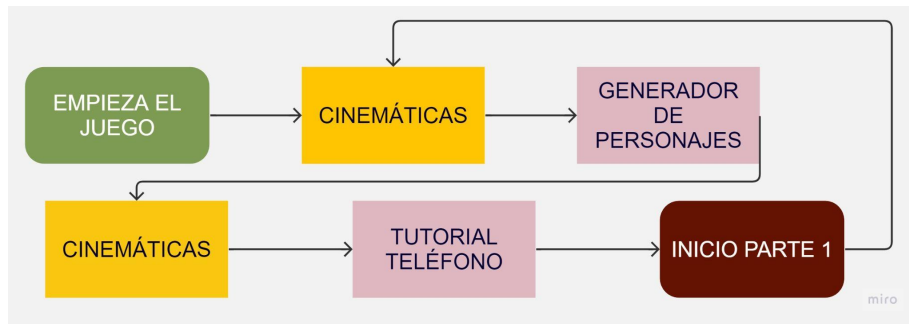 EMPIEZA EL
JUEGO
CINEMÁTICAS
GENERADOR
DE
PERSONAJES
CINEMÁTICAS
TUTORIAL
TELÉFONO
INICIO PARTE 1
miro